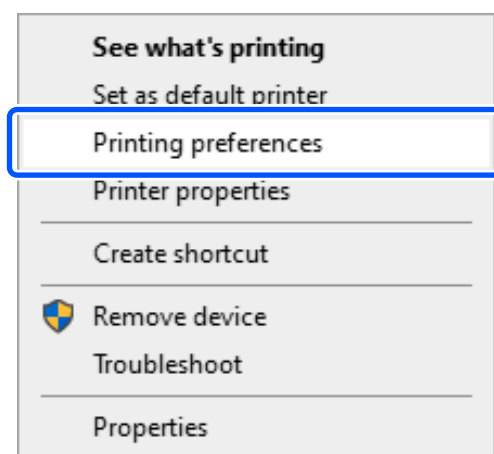 See what's printing
Set as default printer
Printing preferences
Printer properties
Create shortcut
Remove device
Troubleshoot
Properties